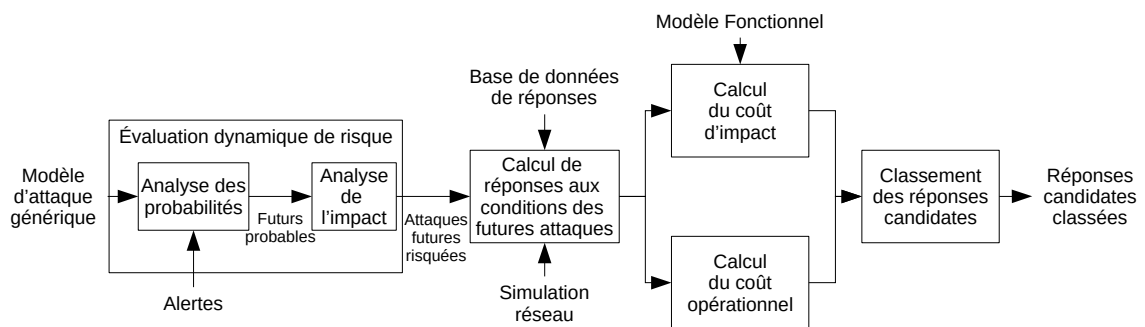 Modèle Fonctionnel
Base de données
de réponses
Calcul
du coût
d'impact
Évaluation dynamique de risque
Modèle
d'attaque
générique
Analyse des
probabilités
Futurs
probables
Analyse
de
l'impact
Attaques
futures
risquées
Calcul de
réponses aux
conditions des
futures attaques
Classement
des réponses
candidates
Réponses
candidates
classées
Alertes
Simulation
réseau
Calcul
du coût
opérationnel